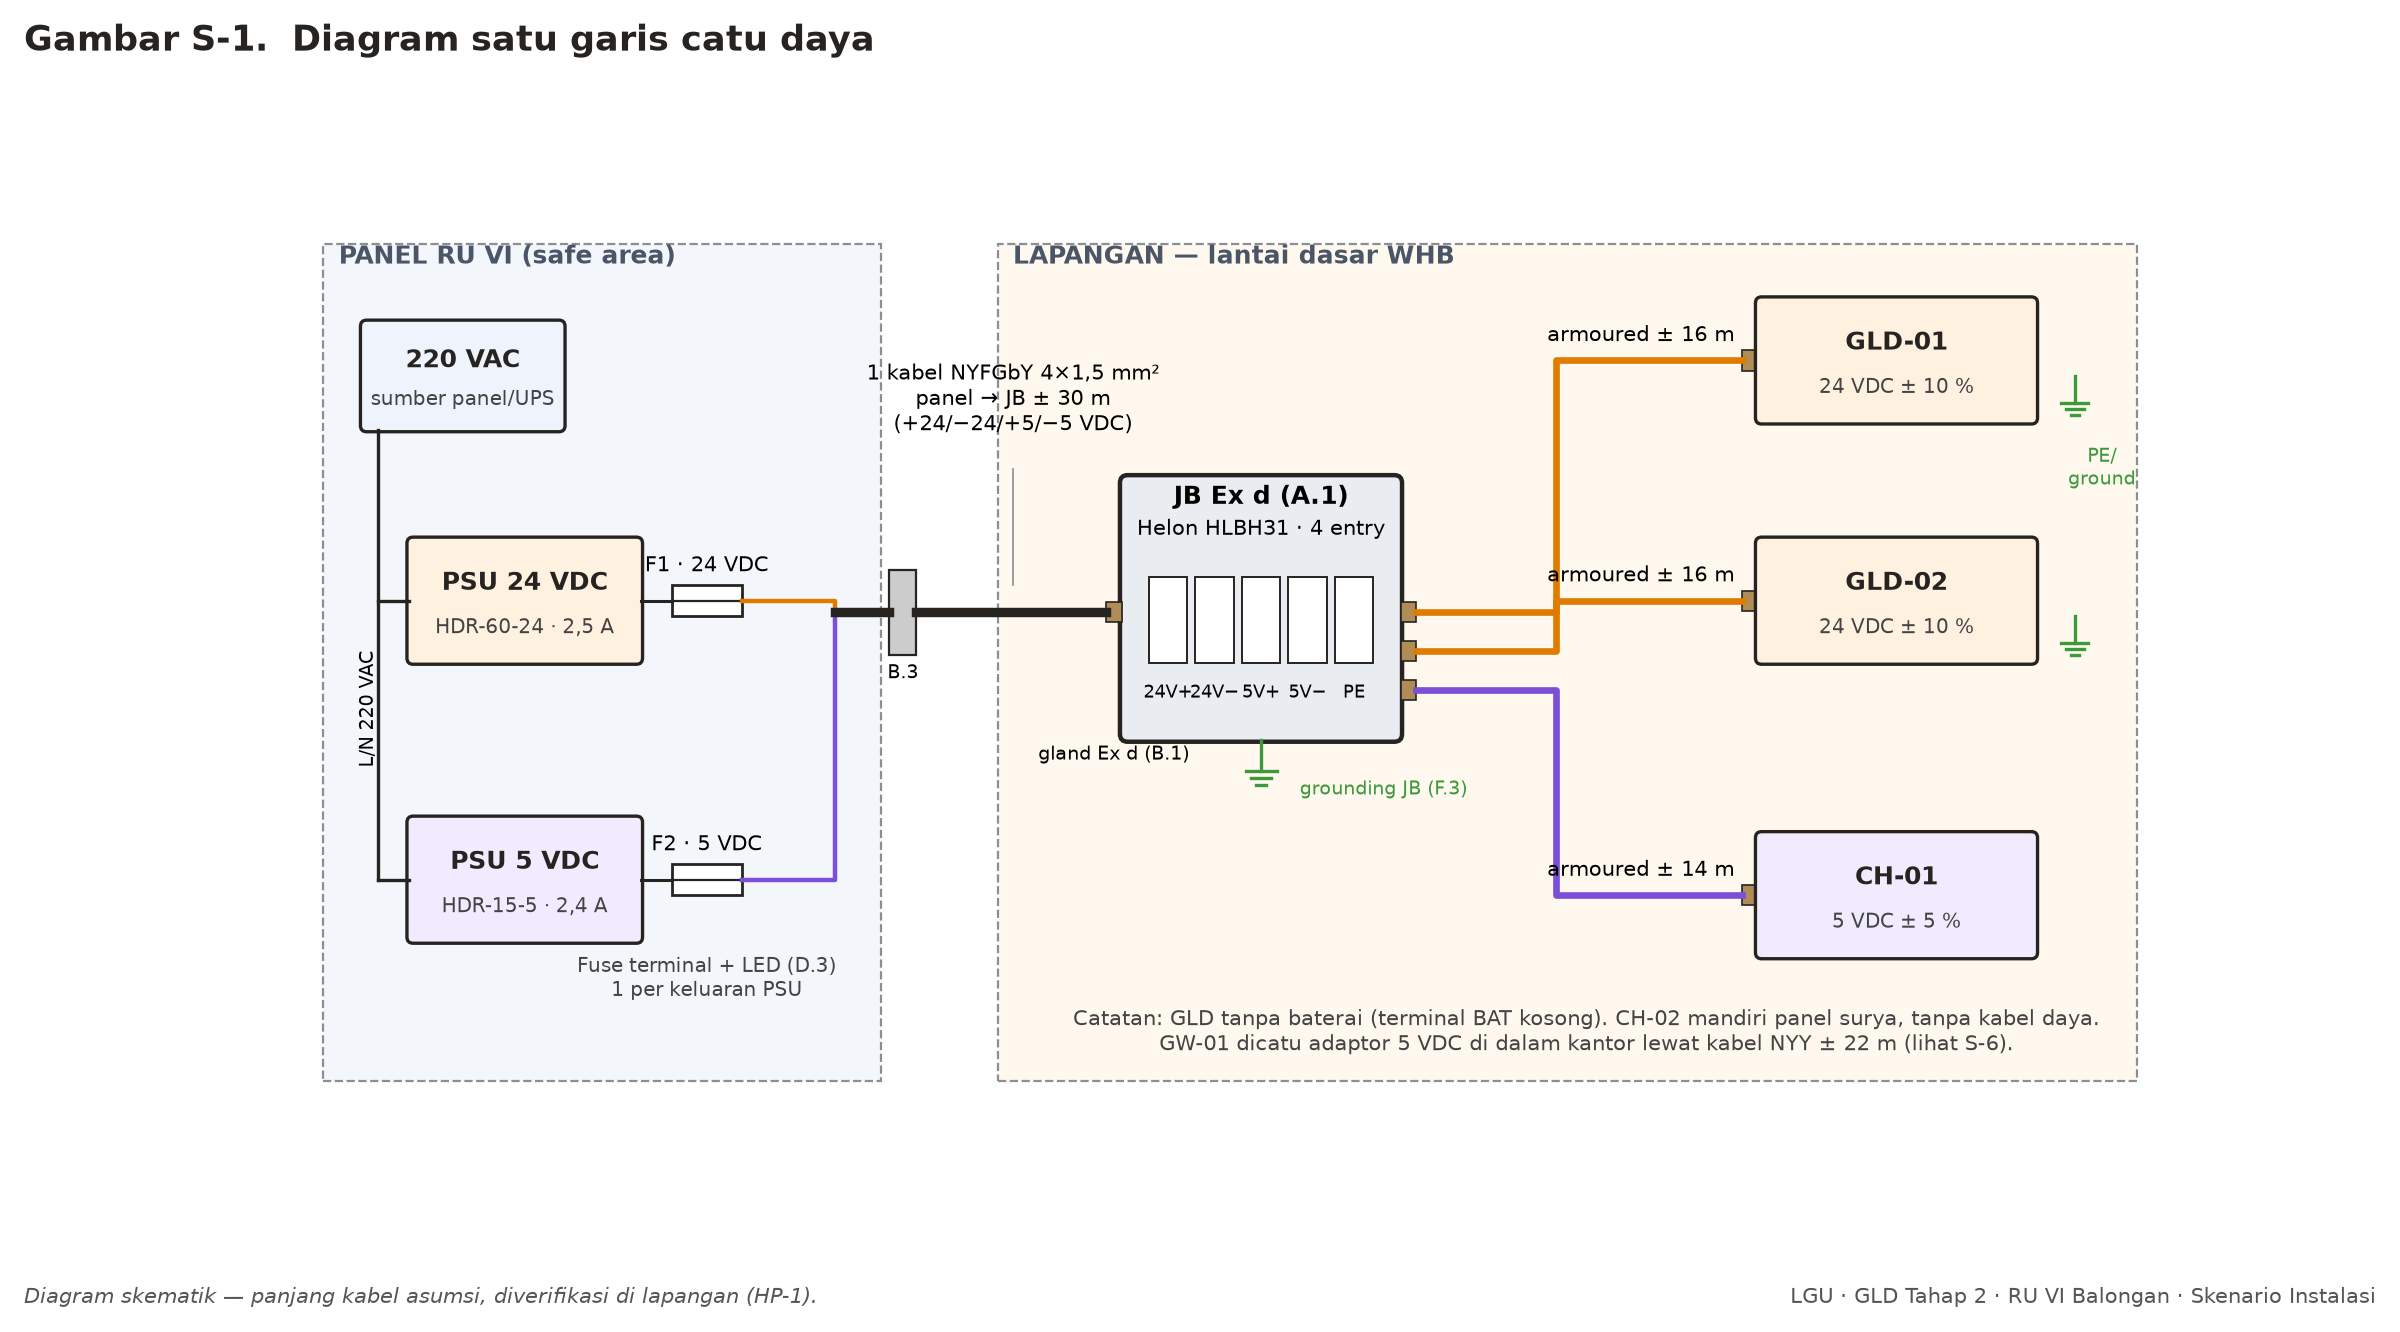 Gambar S-1.  Diagram satu garis catu daya
PANEL RU VI (safe area)
220 VAC
sumber panel/UPS
L/N 220 VAC
PSU 24 VDC
HDR-60-24 · 2,5 A
F1 · 24 VDC
PSU 5 VDC
HDR-15-5 · 2,4 A
F2 · 5 VDC
Fuse terminal + LED (D.3)
1 per keluaran PSU
B.3
1 kabel NYFGbY 4×1,5 mm²
panel → JB ± 30 m
(+24/−24/+5/−5 VDC)
LAPANGAN — lantai dasar WHB
JB Ex d (A.1)
Helon HLBH31 · 4 entry
24V+ 24V− 5V+ 5V− PE
gland Ex d (B.1)
grounding JB (F.3)
armoured ± 16 m
GLD-01
24 VDC ± 10 %
PE/
ground
armoured ± 16 m
GLD-02
24 VDC ± 10 %
armoured ± 14 m
CH-01
5 VDC ± 5 %
Catatan: GLD tanpa baterai (terminal BAT kosong). CH-02 mandiri panel surya, tanpa kabel daya.
GW-01 dicatu adaptor 5 VDC di dalam kantor lewat kabel NYY ± 22 m (lihat S-6).
Diagram skematik — panjang kabel asumsi, diverifikasi di lapangan (HP-1).
LGU · GLD Tahap 2 · RU VI Balongan · Skenario Instalasi